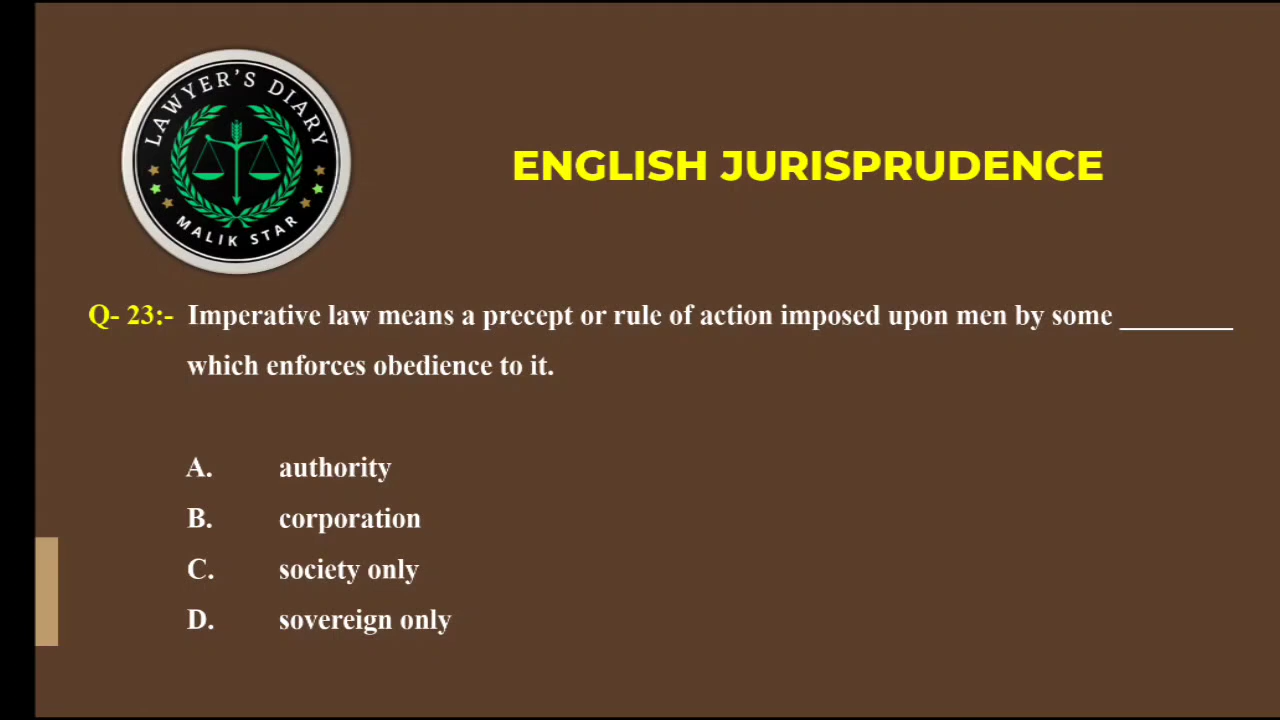 LAWYER'S DIARY
MALIK STAR
ENGLISH JURISPRUDENCE
Q- 23:- Imperative law means a precept or rule of action imposed upon men by some ________
which enforces obedience to it.
A. authority
B. corporation
C. society only
D. sovereign only